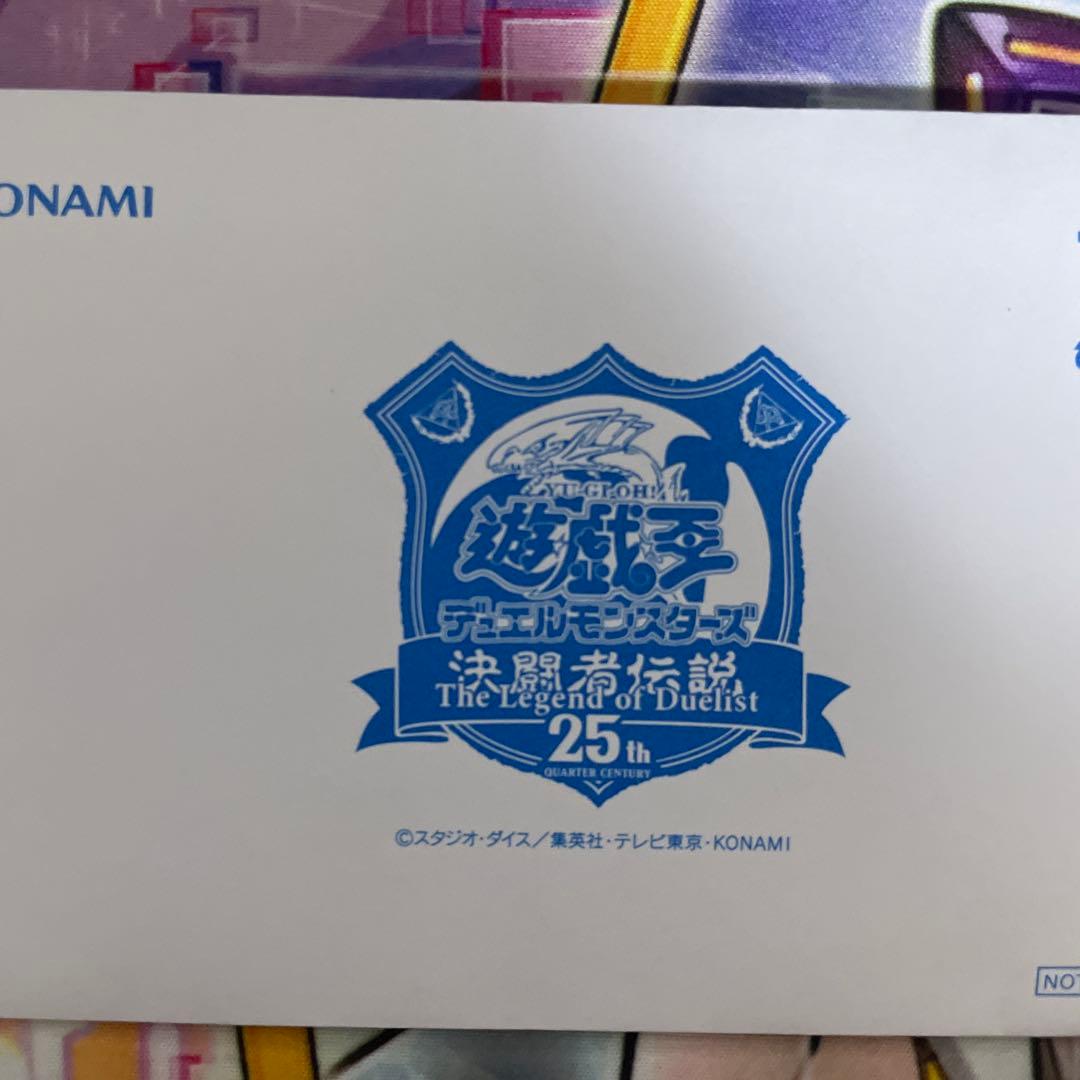 ONAMI
YU-GI-OH!
遊戯王
デュエルモンスターズ
決闘者伝説
The Legend of Duelist
25th
QUARTER CENTURY
©スタジオ・ダイス/集英社・テレビ東京・KONAMI
NOT